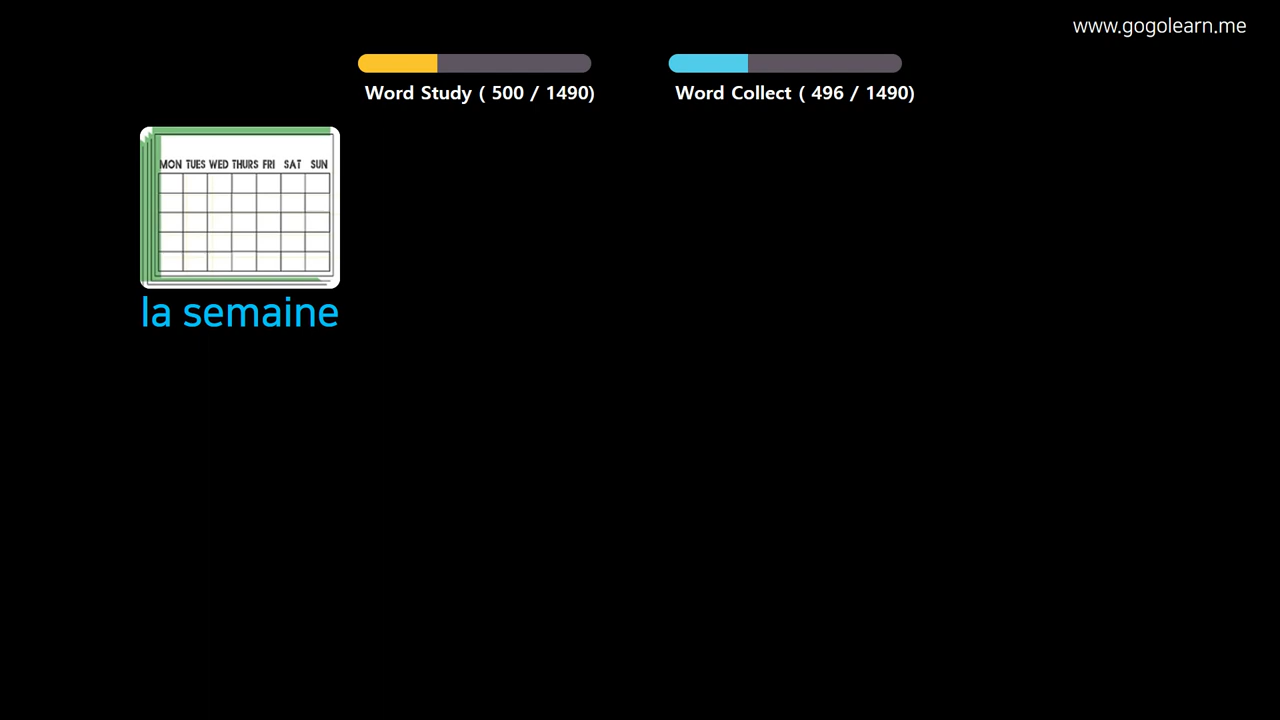 www.gogolearn.me
Word Study ( 500 / 1490)
Word Collect ( 496 / 1490)
MON TUES WED THURS FRI SAT SUN
la semaine